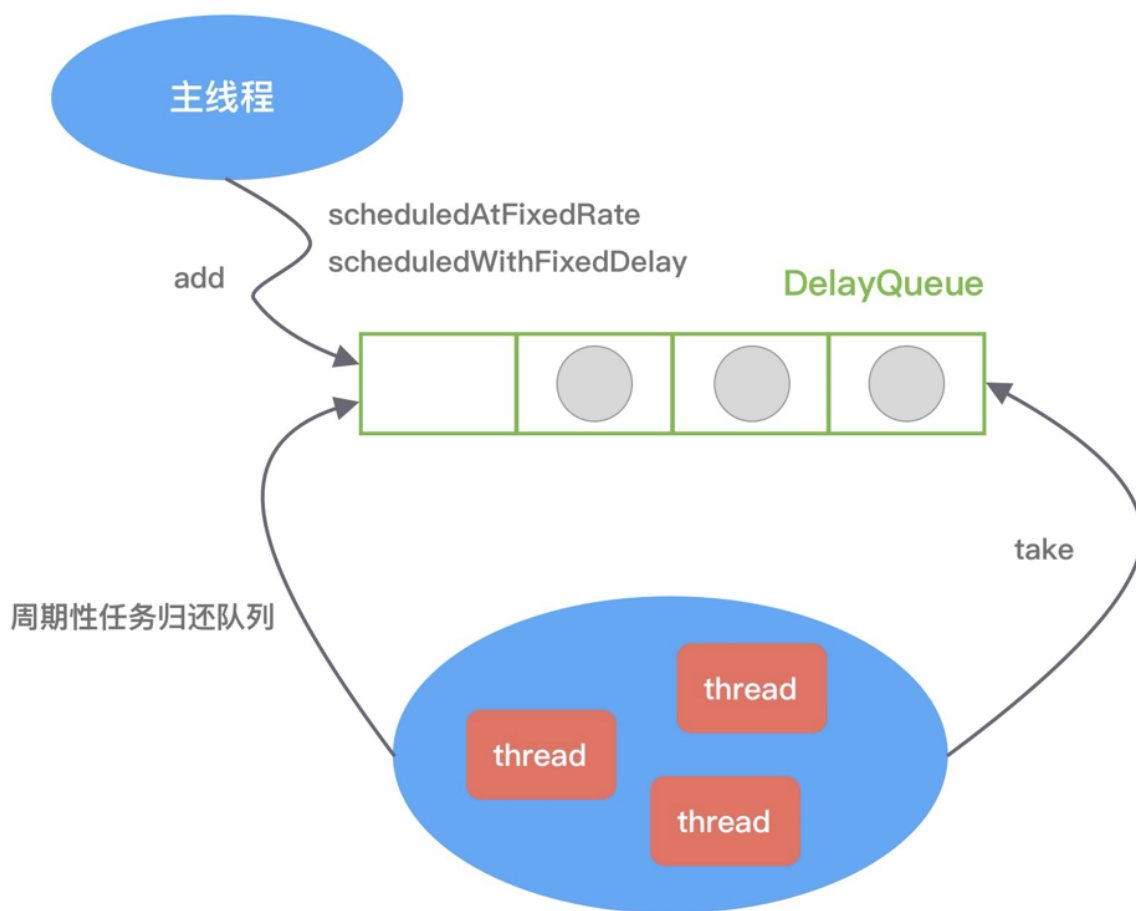 主线程
scheduledAtFixedRate
add
scheduledWithFixedDelay
DelayQueue
take
周期性任务归还队列
thread
thread
thread